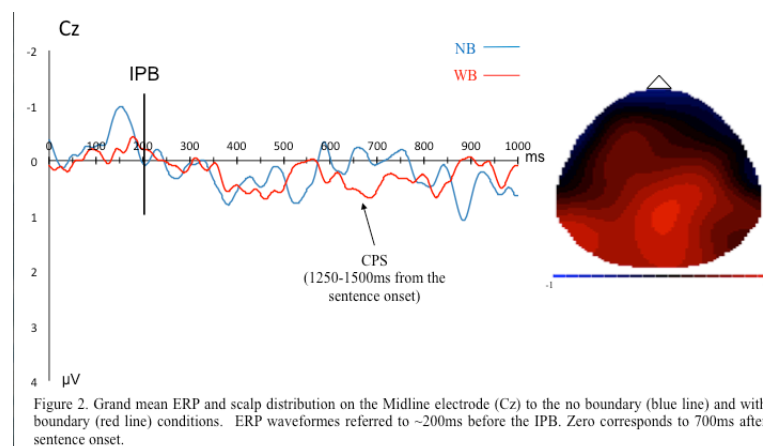 Cz
-2
IPB
NB
WB
-1
0 100 200 300 400 500 600 700 800 900 1000
ms
0
1
CPS
(1250-1500ms from the
sentence onset)
2
-1
3
4
µV
Figure 2. Grand mean ERP and scalp distribution on the Midline electrode (Cz) to the no boundary (blue line) and with
boundary (red line) conditions. ERP waveformes referred to ~200ms before the IPB. Zero corresponds to 700ms after
sentence onset.